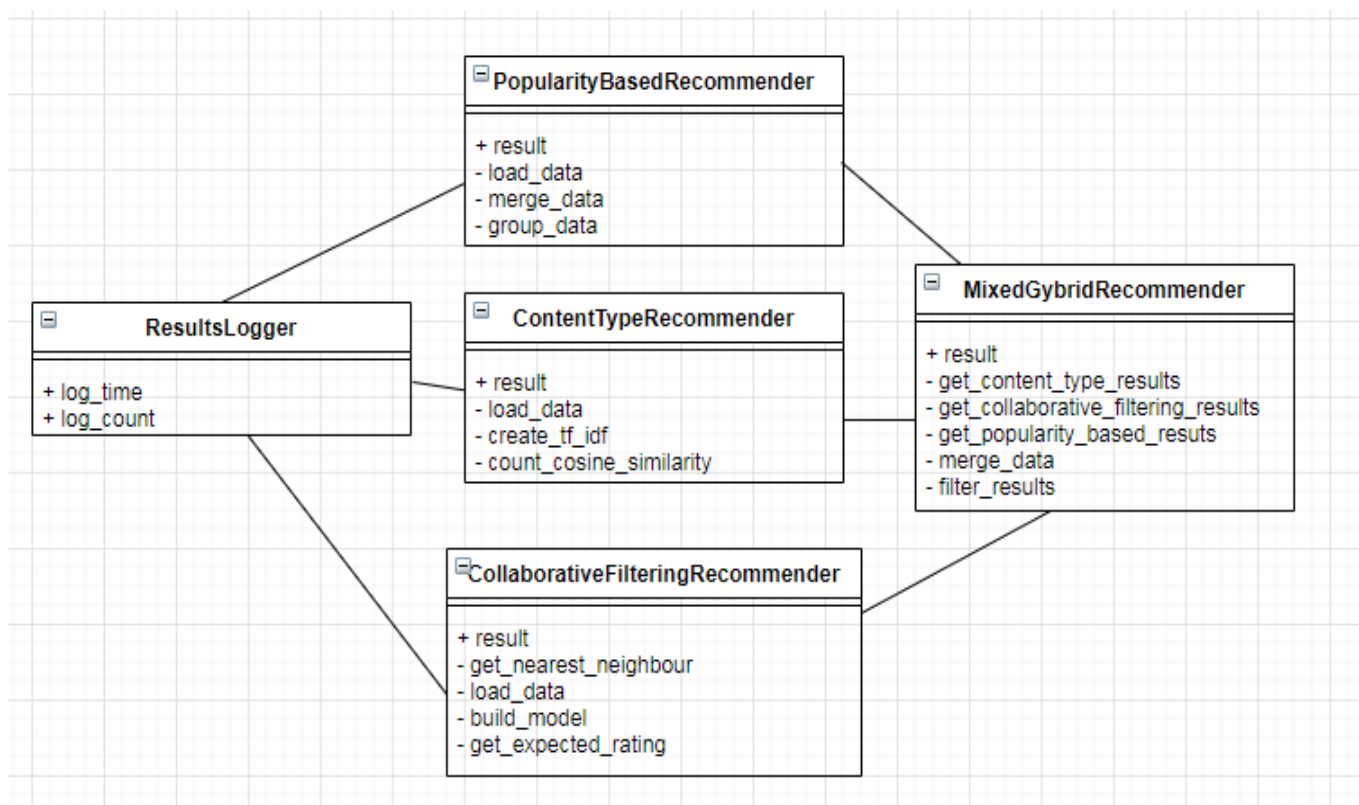 PopularityBasedRecommender
+ result
- load_data
- merge_data
- group_data
ResultsLogger
+ log_time
+ log_count
ContentTypeRecommender
+ result
- load_data
- create_tf_idf
- count_cosine_similarity
MixedGybridRecommender
+ result
- get_content_type_results
- get_collaborative_filtering_results
- get_popularity_based_resuts
- merge_data
- filter_results
CollaborativeFilteringRecommender
+ result
- get_nearest_neighbour
- load_data
- build_model
- get_expected_rating